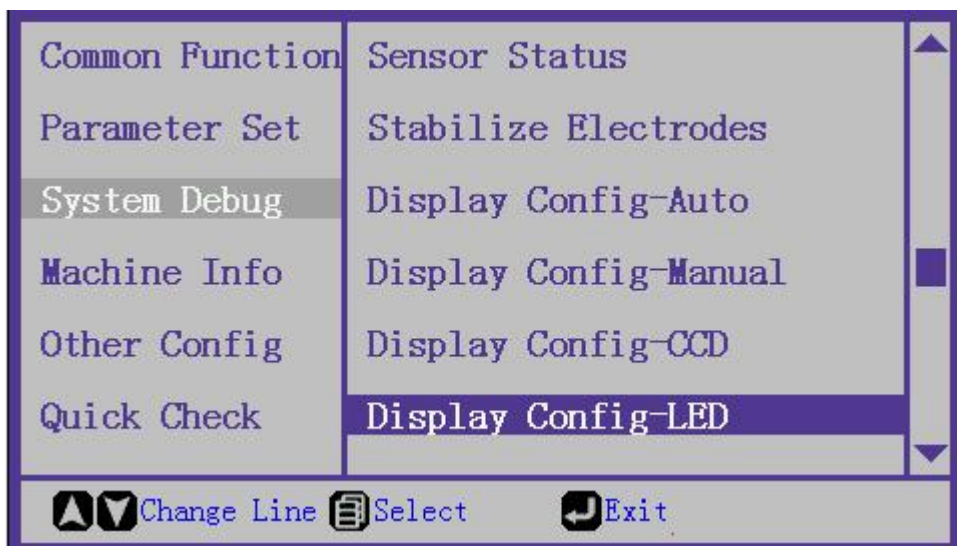 Common Function
Parameter Set
System Debug
Machine Info
Other Config
Quick Check
Sensor Status
Stabilize Electrodes
Display Config-Auto
Display Config-Manual
Display Config-CCD
Display Config-LED
Change Line Select Exit